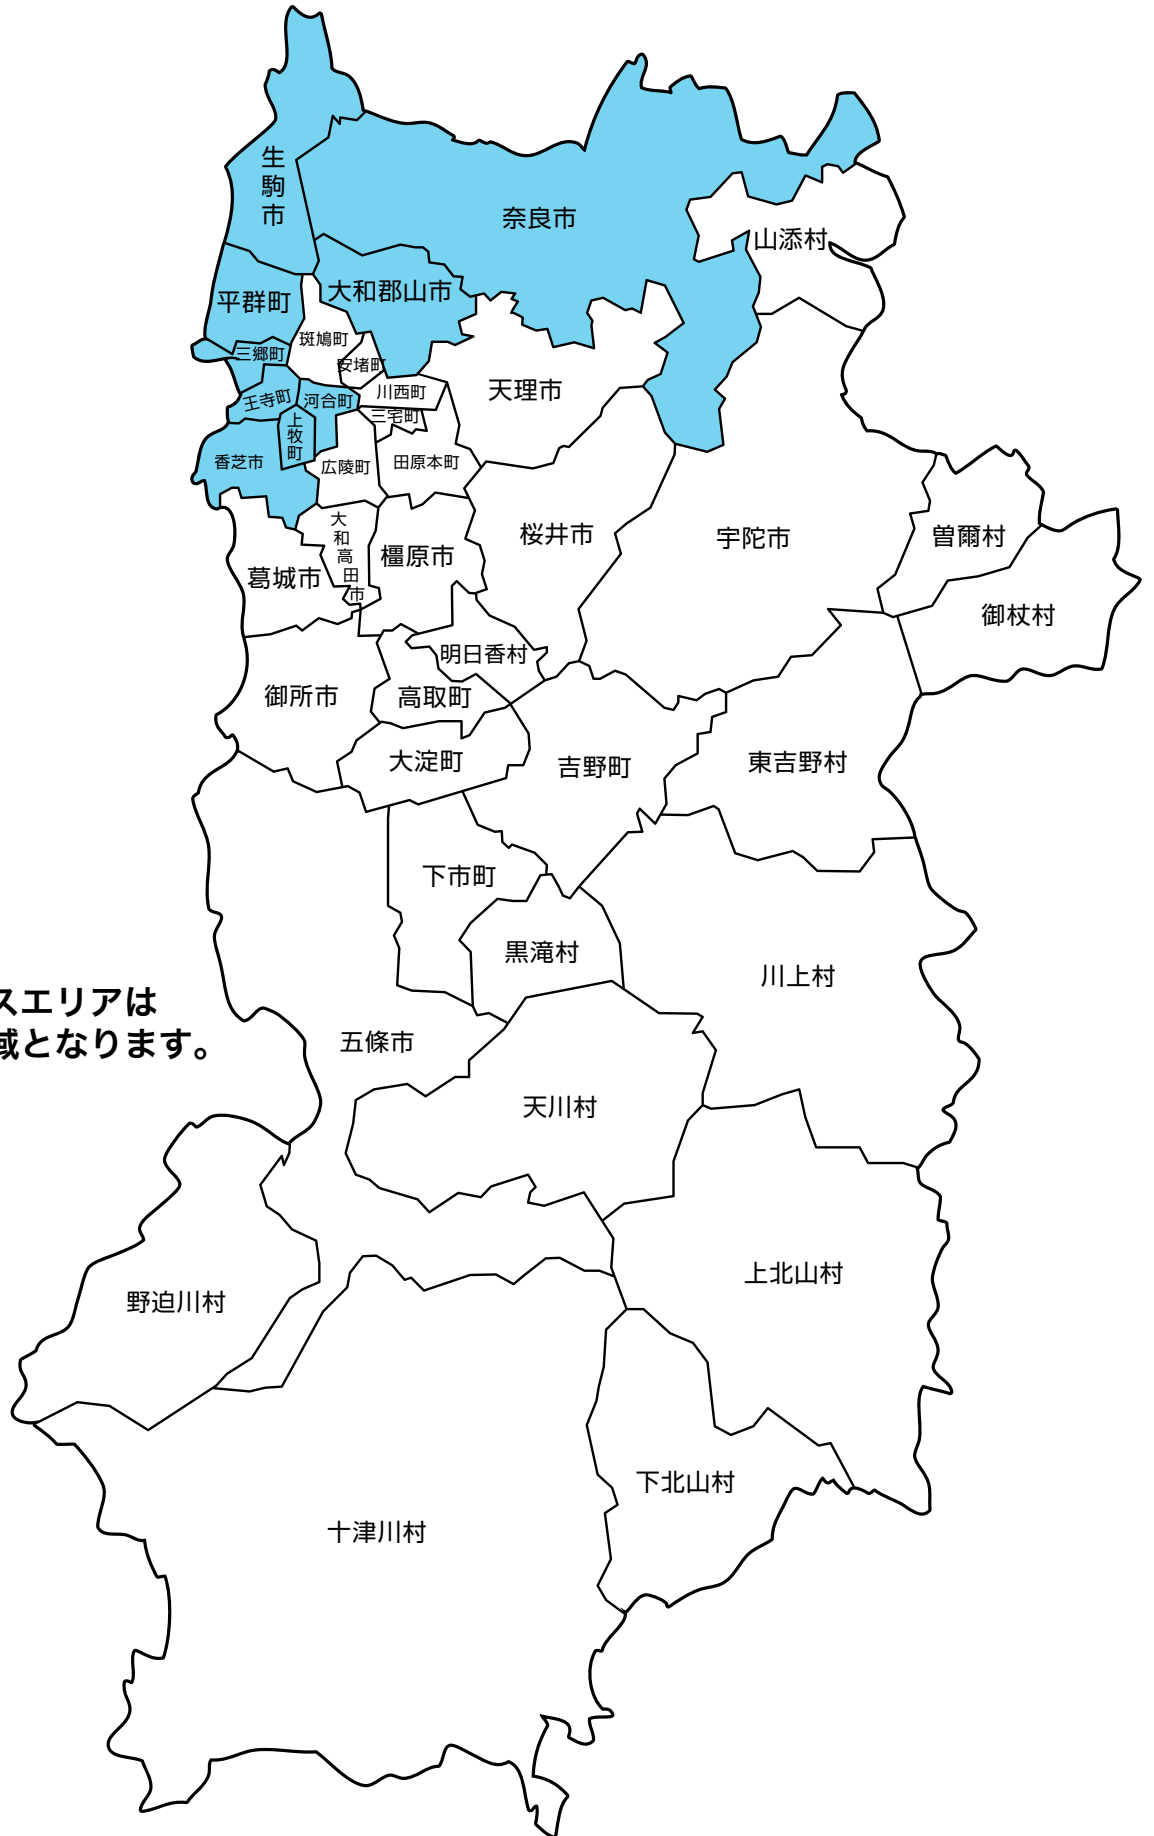 生駒市
奈良市
山添村
平群町
大和郡山市
斑鳩町
三郷町
安堵町
天理市
王寺町
河合町
川西町
三宅町
上牧町
香芝市
広陵町
田原本町
大和高田市
橿原市
桜井市
宇陀市
曽爾村
葛城市
御杖村
明日香村
御所市
高取町
大淀町
吉野町
東吉野村
下市町
黒滝村
川上村
スエリアは
域となります。
五條市
天川村
上北山村
野迫川村
下北山村
十津川村